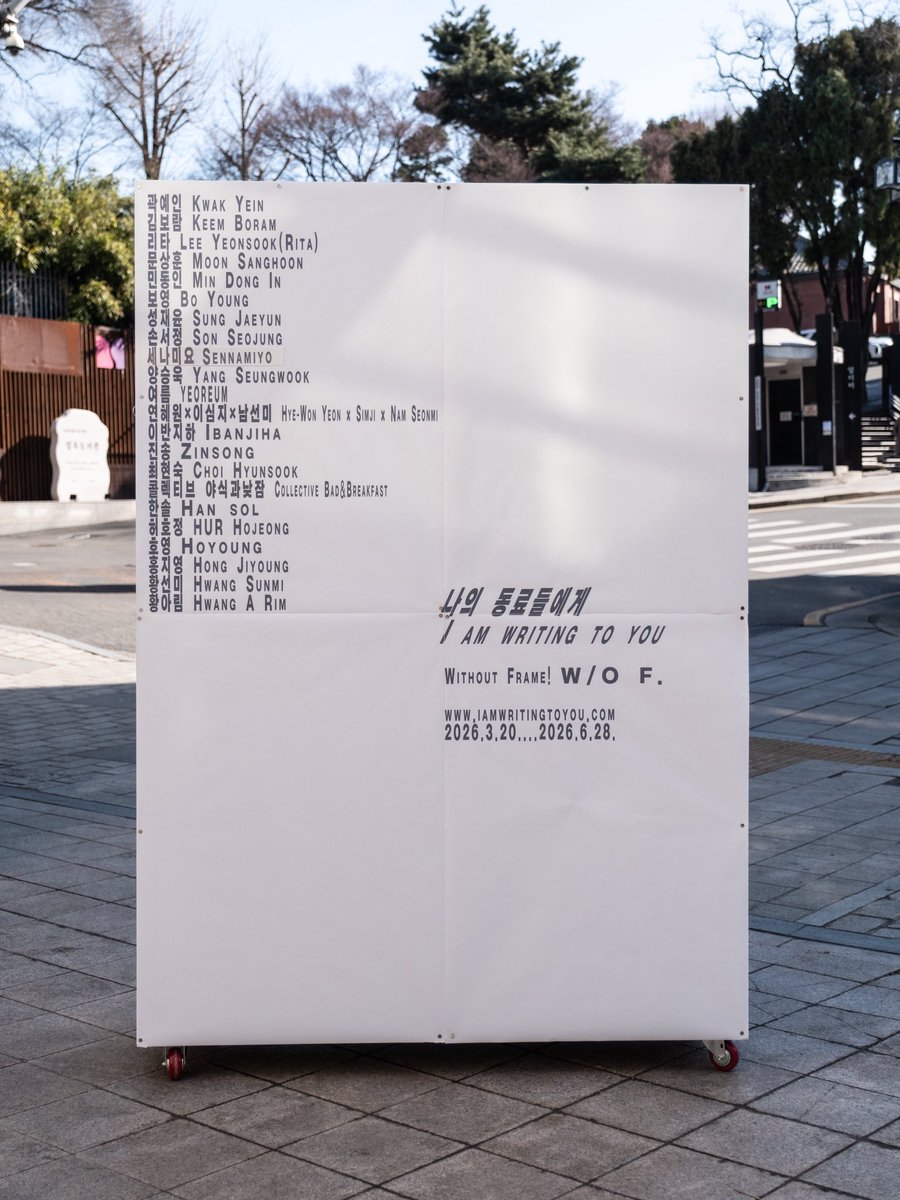 곽예인 Kwak Yein
김보람 Keem Boram
리타 Lee Yeonsook(Rita)
문상훈 Moon Sanghoon
민동인 Min Dong In
보영 Bo Young
성재윤 Sung Jaeyun
손서정 Son Seojung
세나미요 Sennamiyo
양승욱 Yang Seungwook
여름 YEOREUM
연혜원×이심지×남선미 Hye-Won Yeon x Simji x Nam Seonmi
이반지하 Ibanjiha
진송 Zinsong
최현숙 Choi Hyunsook
콜렉티브 야식과낮잠 Collective Bad&Breakfast
한솔 Han sol
허호정 HUR Hojeong
호영 Hoyoung
홍지영 Hong Jiyoung
황선미 Hwang Sunmi
황아림 Hwang A Rim
나의 동료들에게
I AM WRITING TO YOU
Without Frame! W/O F.
www.iamwritingtoyou.com
2026.3.20....2026.6.28.